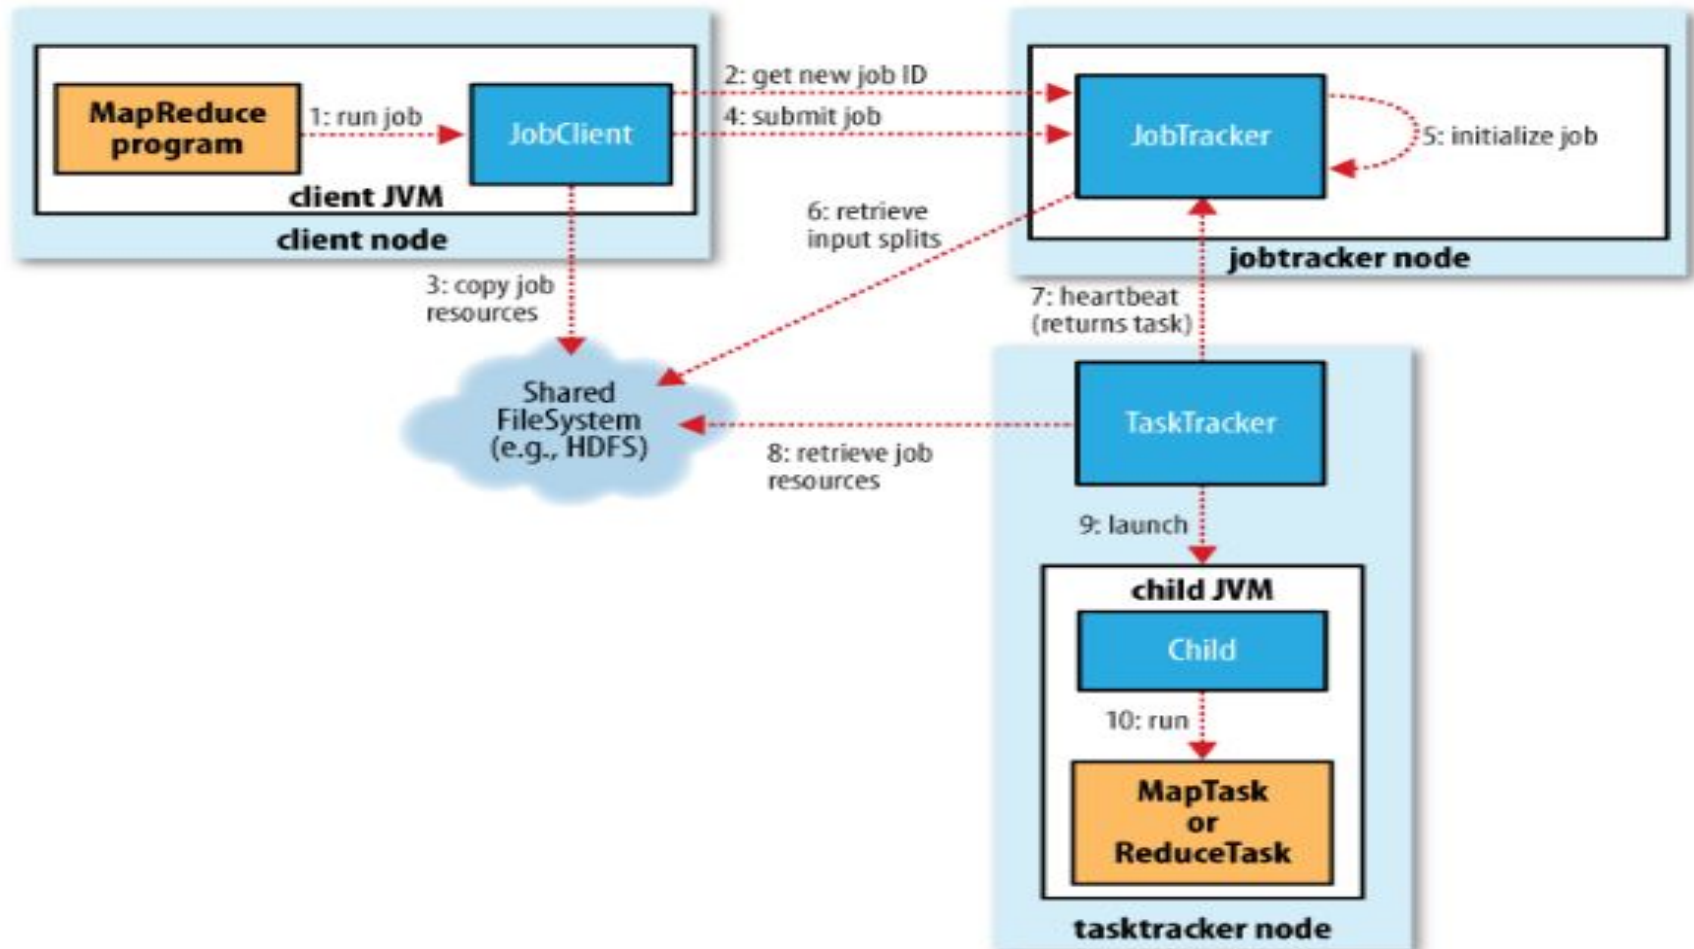 MapReduce
program
1: run job
JobClient
client JVM
client node
2: get new job ID
4: submit job
JobTracker
5: initialize job
jobtracker node
3: copy job
resources
6: retrieve
input splits
7: heartbeat
(returns task)
Shared
FileSystem
(e.g., HDFS)
8: retrieve job
resources
TaskTracker
9: launch
child JVM
Child
10: run
MapTask
or
ReduceTask
tasktracker node